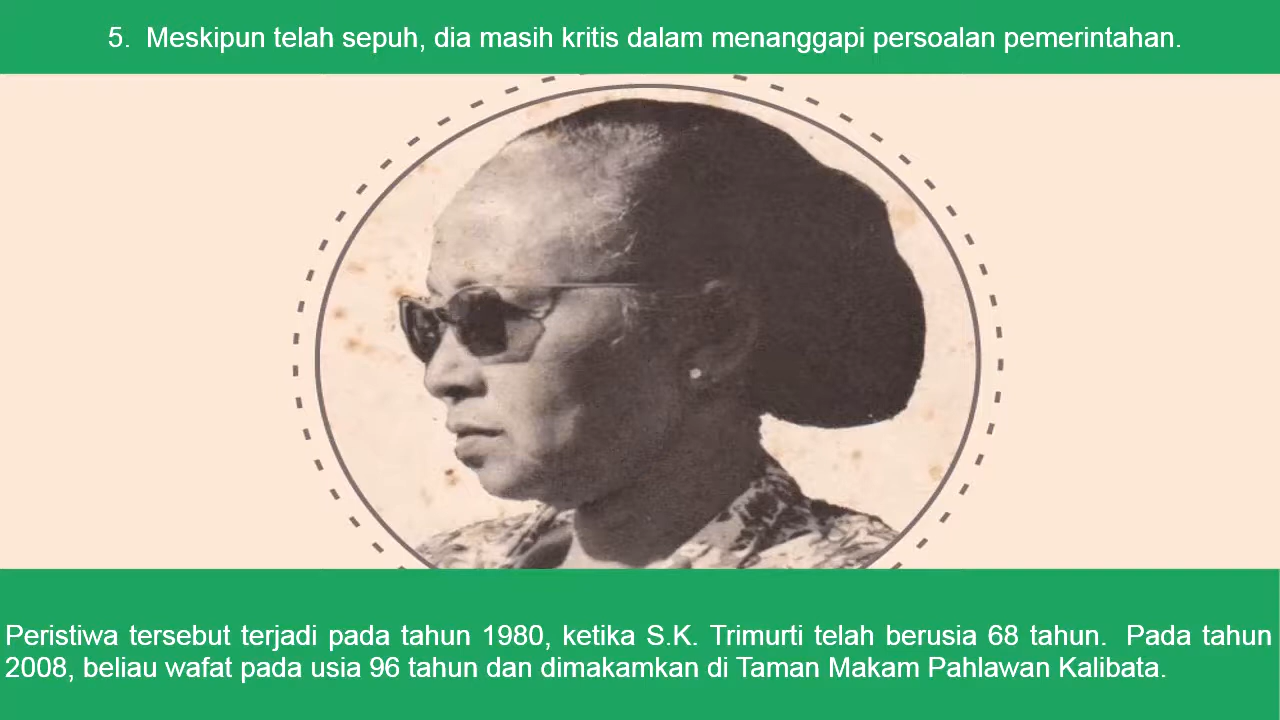 5. Meskipun telah sepuh, dia masih kritis dalam menanggapi persoalan pemerintahan.
Peristiwa tersebut terjadi pada tahun 1980, ketika S.K. Trimurti telah berusia 68 tahun. Pada tahun
2008, beliau wafat pada usia 96 tahun dan dimakamkan di Taman Makam Pahlawan Kalibata.